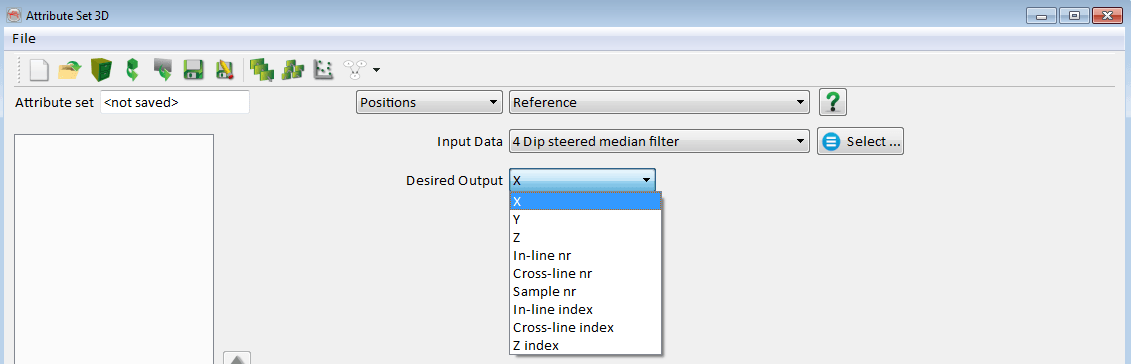 Attribute Set 3D
File
Attribute set <not saved> Positions Reference ?
Input Data 4 Dip steered median filter Select ...
Desired Output X
X
Y
Z
In-line nr
Cross-line nr
Sample nr
In-line index
Cross-line index
Z index